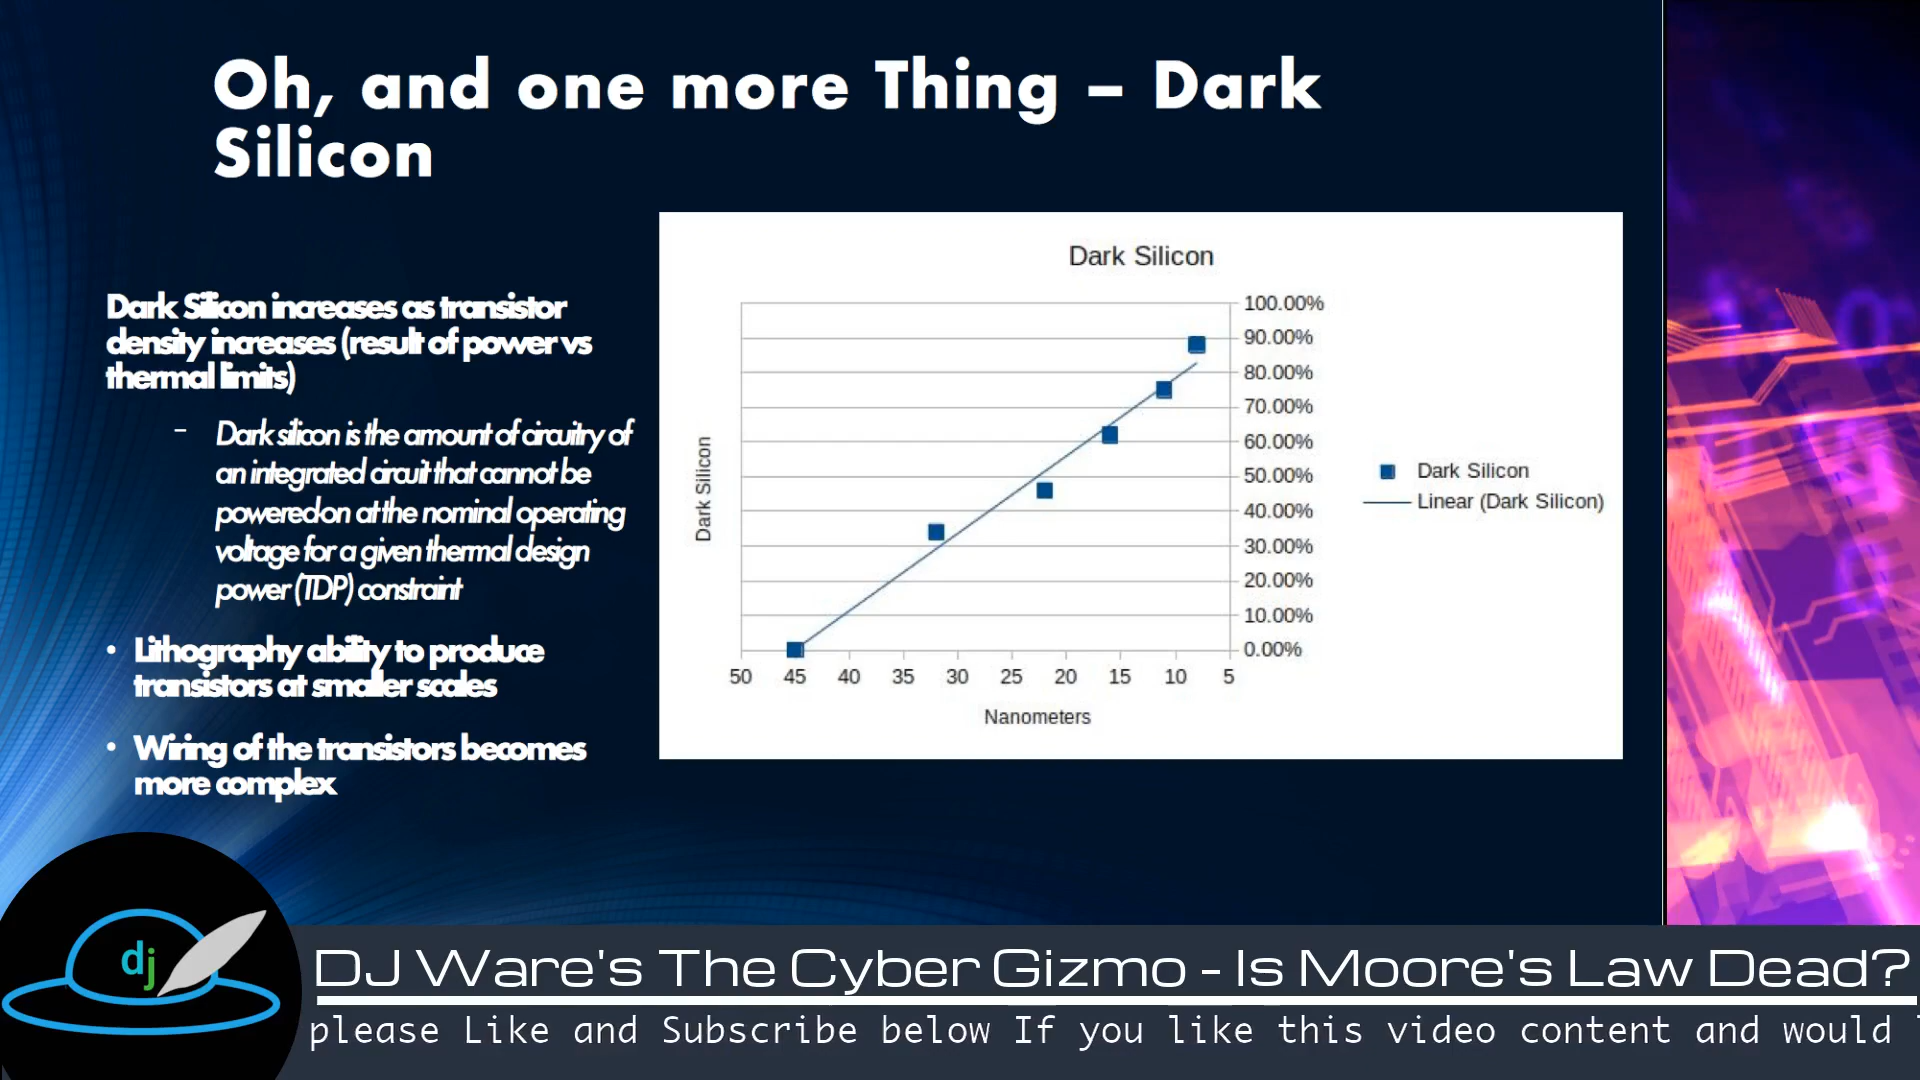 Oh, and one more Thing – Dark
Silicon
Dark Silicon increases as transistor
density increases (result of power vs
thermal limits)
– Dark silicon is the amount of circuitry of
an integrated circuit that cannot be
poweredon at the nominal operating
voltage for a given thermal design
power (TDP) constraint
• Lithography ability to produce
transistors at smaller scales
• Wiring of the transistors becomes
more complex
Dark Silicon
Dark Silicon
100.00%
90.00%
80.00%
70.00%
60.00%
50.00%
40.00%
30.00%
20.00%
10.00%
0.00%
50 45 40 35 30 25 20 15 10 5
Nanometers
Dark Silicon
Linear (Dark Silicon)
dj
DJ Ware's The Cyber Gizmo - Is Moore's Law Dead?
please Like and Subscribe below If you like this video content and would